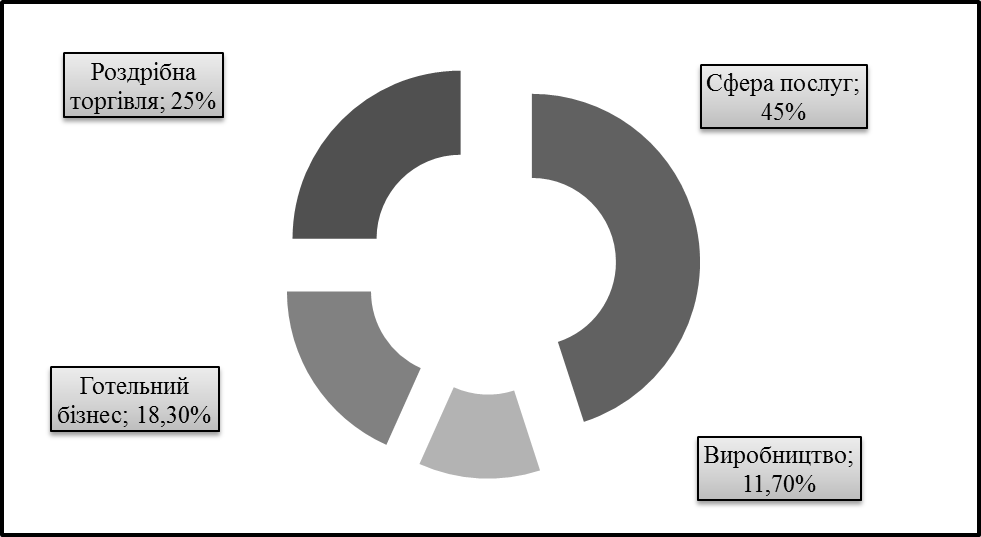 Роздрібна
торгівля; 25%
Сфера послуг;
45%
Готельний
бізнес; 18,30%
Виробництво;
11,70%